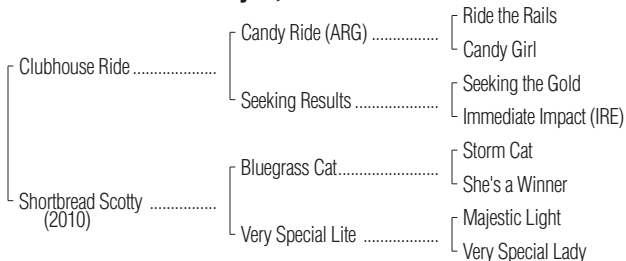 Ride the Rails
Candy Ride (ARG) ................
Candy Girl
Clubhouse Ride ....................
Seeking the Gold
Seeking Results ....................
Immediate Impact (IRE)
Storm Cat
Bluegrass Cat........................
She's a Winner
Shortbread Scotty ................
(2010)
Majestic Light
Very Special Lite ..................
Very Special Lady